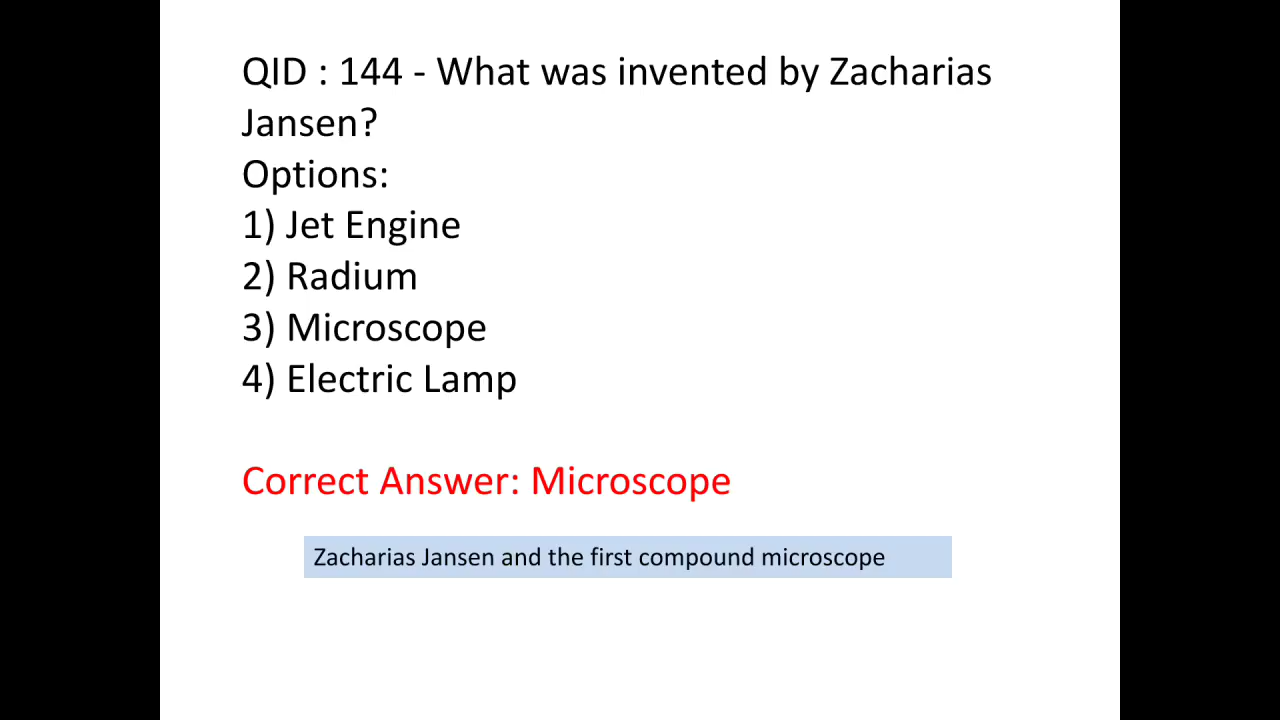 QID : 144 - What was invented by Zacharias
Jansen?
Options:
1) Jet Engine
2) Radium
3) Microscope
4) Electric Lamp
Correct Answer: Microscope
Zacharias Jansen and the first compound microscope